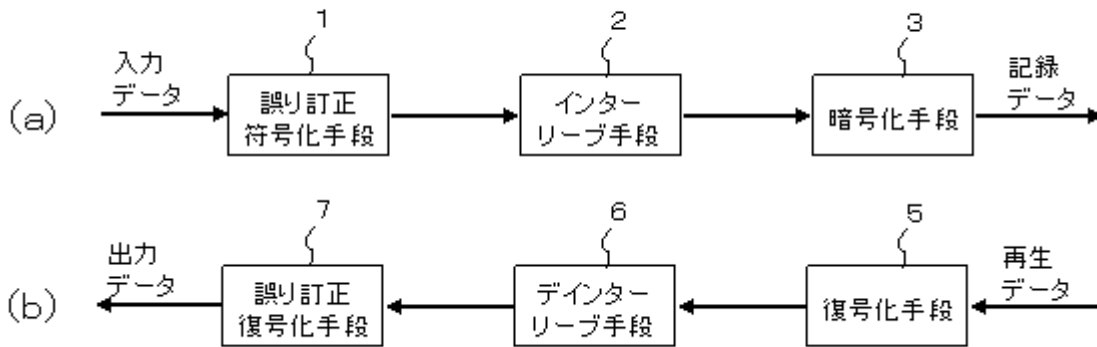 1
2
3
入力
データ
誤り訂正
符号化手段
インター
リーブ手段
暗号化手段
記録
データ
(a)
7
6
5
出力
データ
誤り訂正
復号化手段
デインター
リーブ手段
復号化手段
再生
データ
(b)